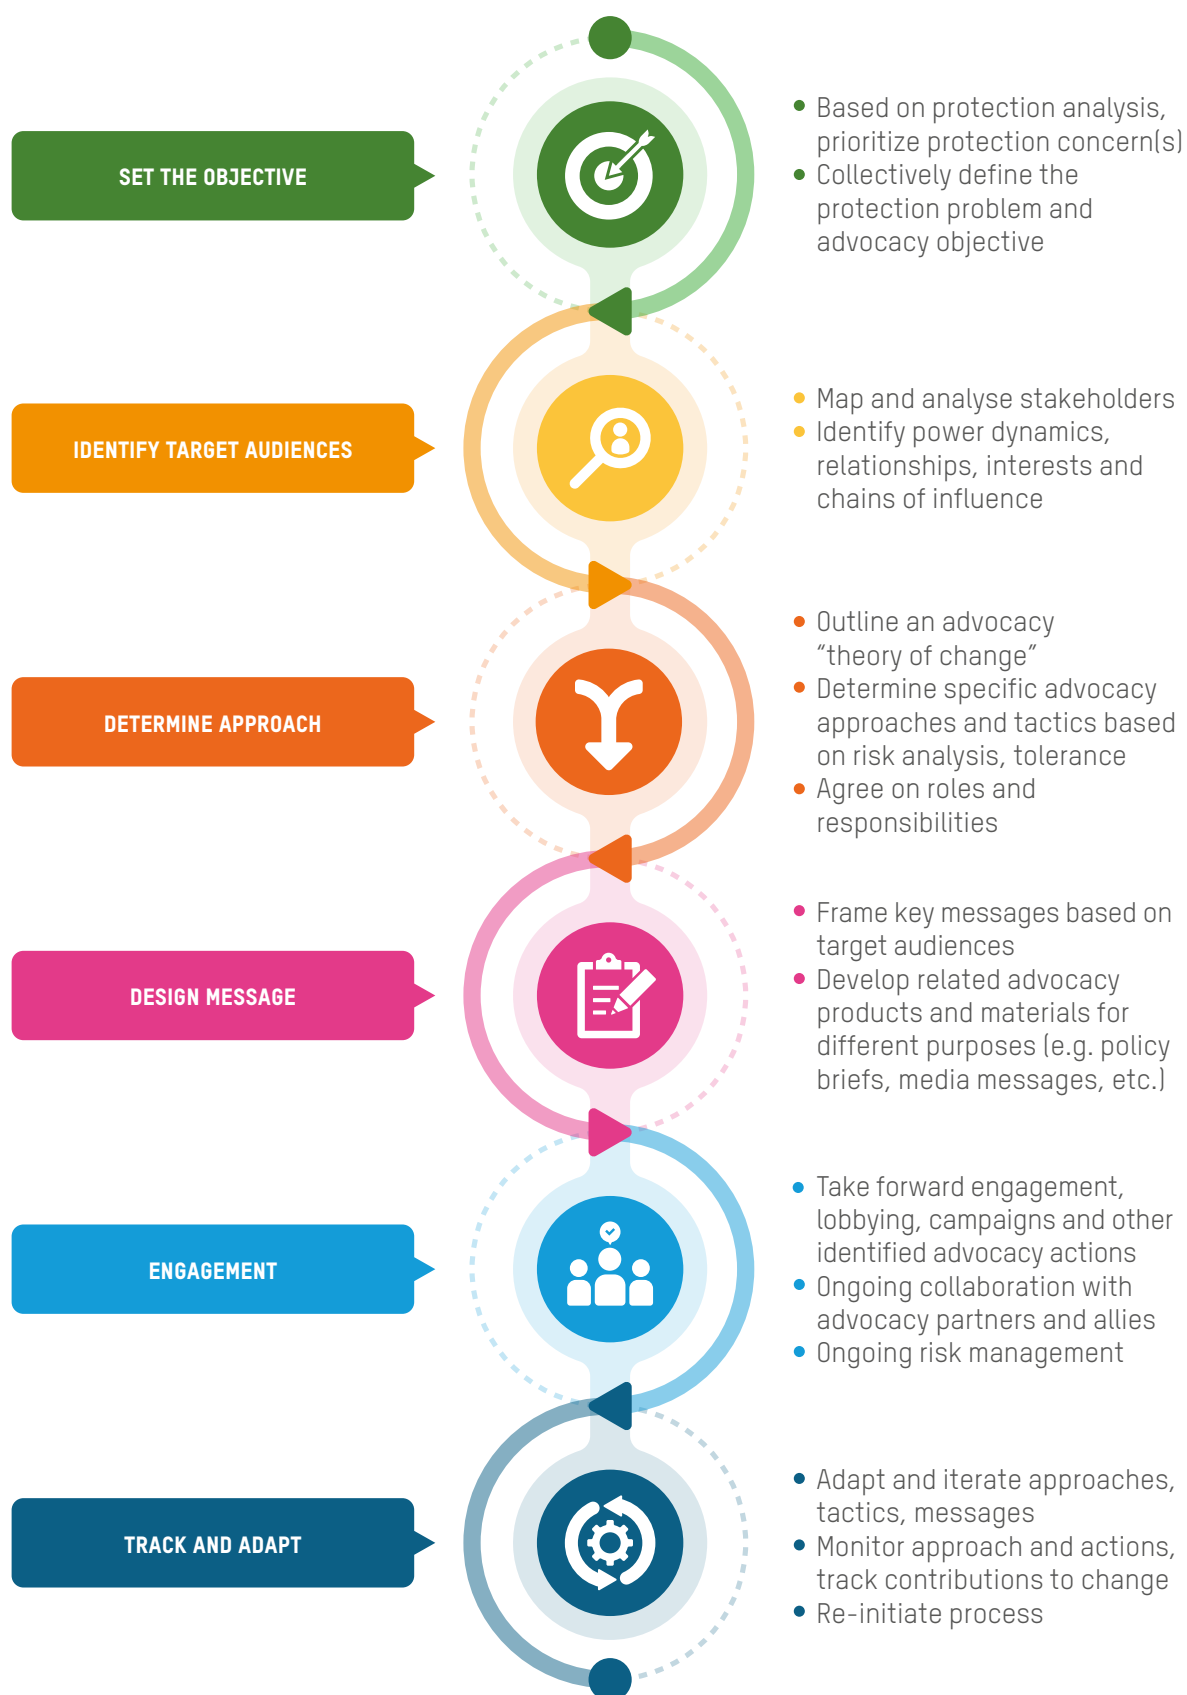 SET THE OBJECTIVE
• Based on protection analysis,
prioritize protection concern(s)
• Collectively define the
protection problem and
advocacy objective
IDENTIFY TARGET AUDIENCES
• Map and analyse stakeholders
• Identify power dynamics,
relationships, interests and
chains of influence
DETERMINE APPROACH
• Outline an advocacy
“theory of change”
• Determine specific advocacy
approaches and tactics based
on risk analysis, tolerance
• Agree on roles and
responsibilities
DESIGN MESSAGE
• Frame key messages based on
target audiences
• Develop related advocacy
products and materials for
different purposes (e.g. policy
briefs, media messages, etc.)
ENGAGEMENT
• Take forward engagement,
lobbying, campaigns and other
identified advocacy actions
• Ongoing collaboration with
advocacy partners and allies
• Ongoing risk management
TRACK AND ADAPT
• Adapt and iterate approaches,
tactics, messages
• Monitor approach and actions,
track contributions to change
• Re-initiate process